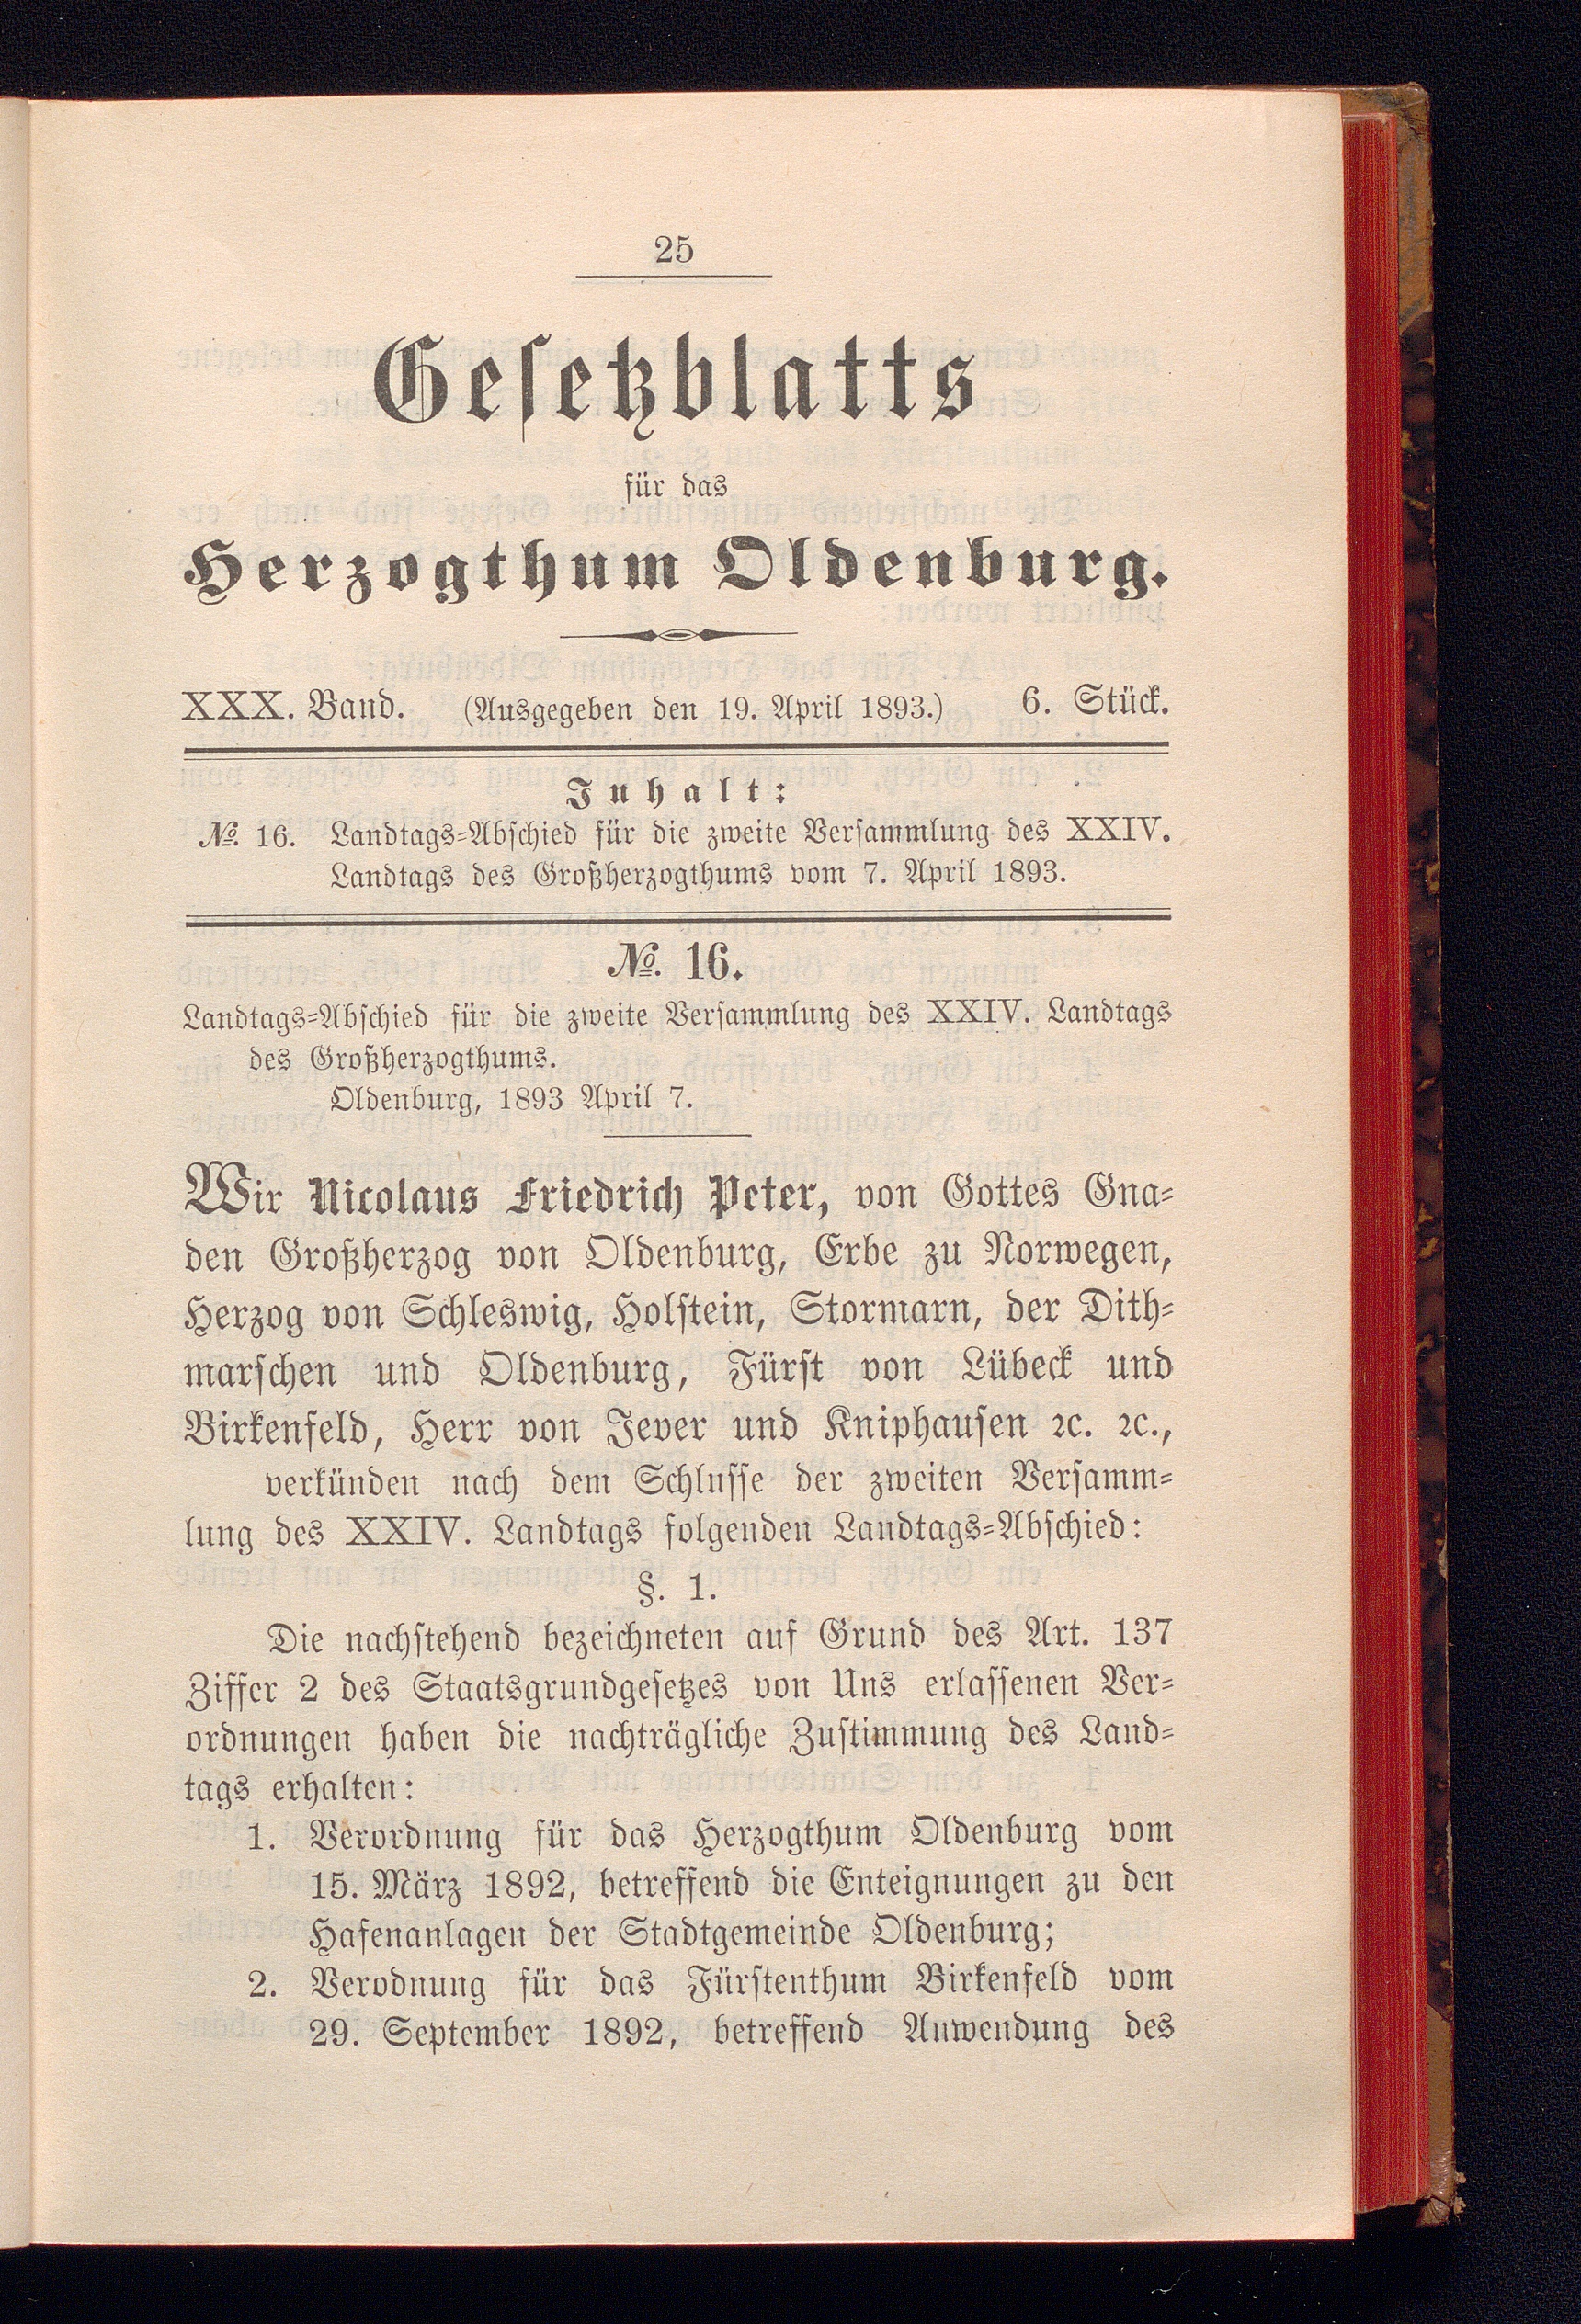 25
Gesetzblatts
für das
Herzogthum Oldenburg.
XXX. Band. (Ausgegeben den 19. April 1893.) 6. Stück.
Inhalt:
№. 16. Landtags-Abschied für die zweite Versammlung des XXIV.
Landtags des Großherzogthums vom 7. April 1893.
№. 16.
Landtags-Abschied für die zweite Versammlung des XXIV. Landtags
des Großherzogthums.
Oldenburg, 1893 April 7.
Wir Nicolaus Friedrich Peter, von Gottes Gna-
den Großherzog von Oldenburg, Erbe zu Norwegen,
Herzog von Schleswig, Holstein, Stormarn, der Dith-
marschen und Oldenburg, Fürst von Lübeck und
Birkenfeld, Herr von Jever und Kniphausen ꝛc. ꝛc.,
verkünden nach dem Schlusse der zweiten Versamm-
lung des XXIV. Landtags folgenden Landtags-Abschied:
§. 1.
Die nachstehend bezeichneten auf Grund des Art. 137
Ziffer 2 des Staatsgrundgesetzes von Uns erlassenen Ver-
ordnungen haben die nachträgliche Zustimmung des Land-
tags erhalten:
1. Verordnung für das Herzogthum Oldenburg vom
15. März 1892, betreffend die Enteignungen zu den
Hafenanlagen der Stadtgemeinde Oldenburg;
2. Verodnung für das Fürstenthum Birkenfeld vom
29. September 1892, betreffend Anwendung des